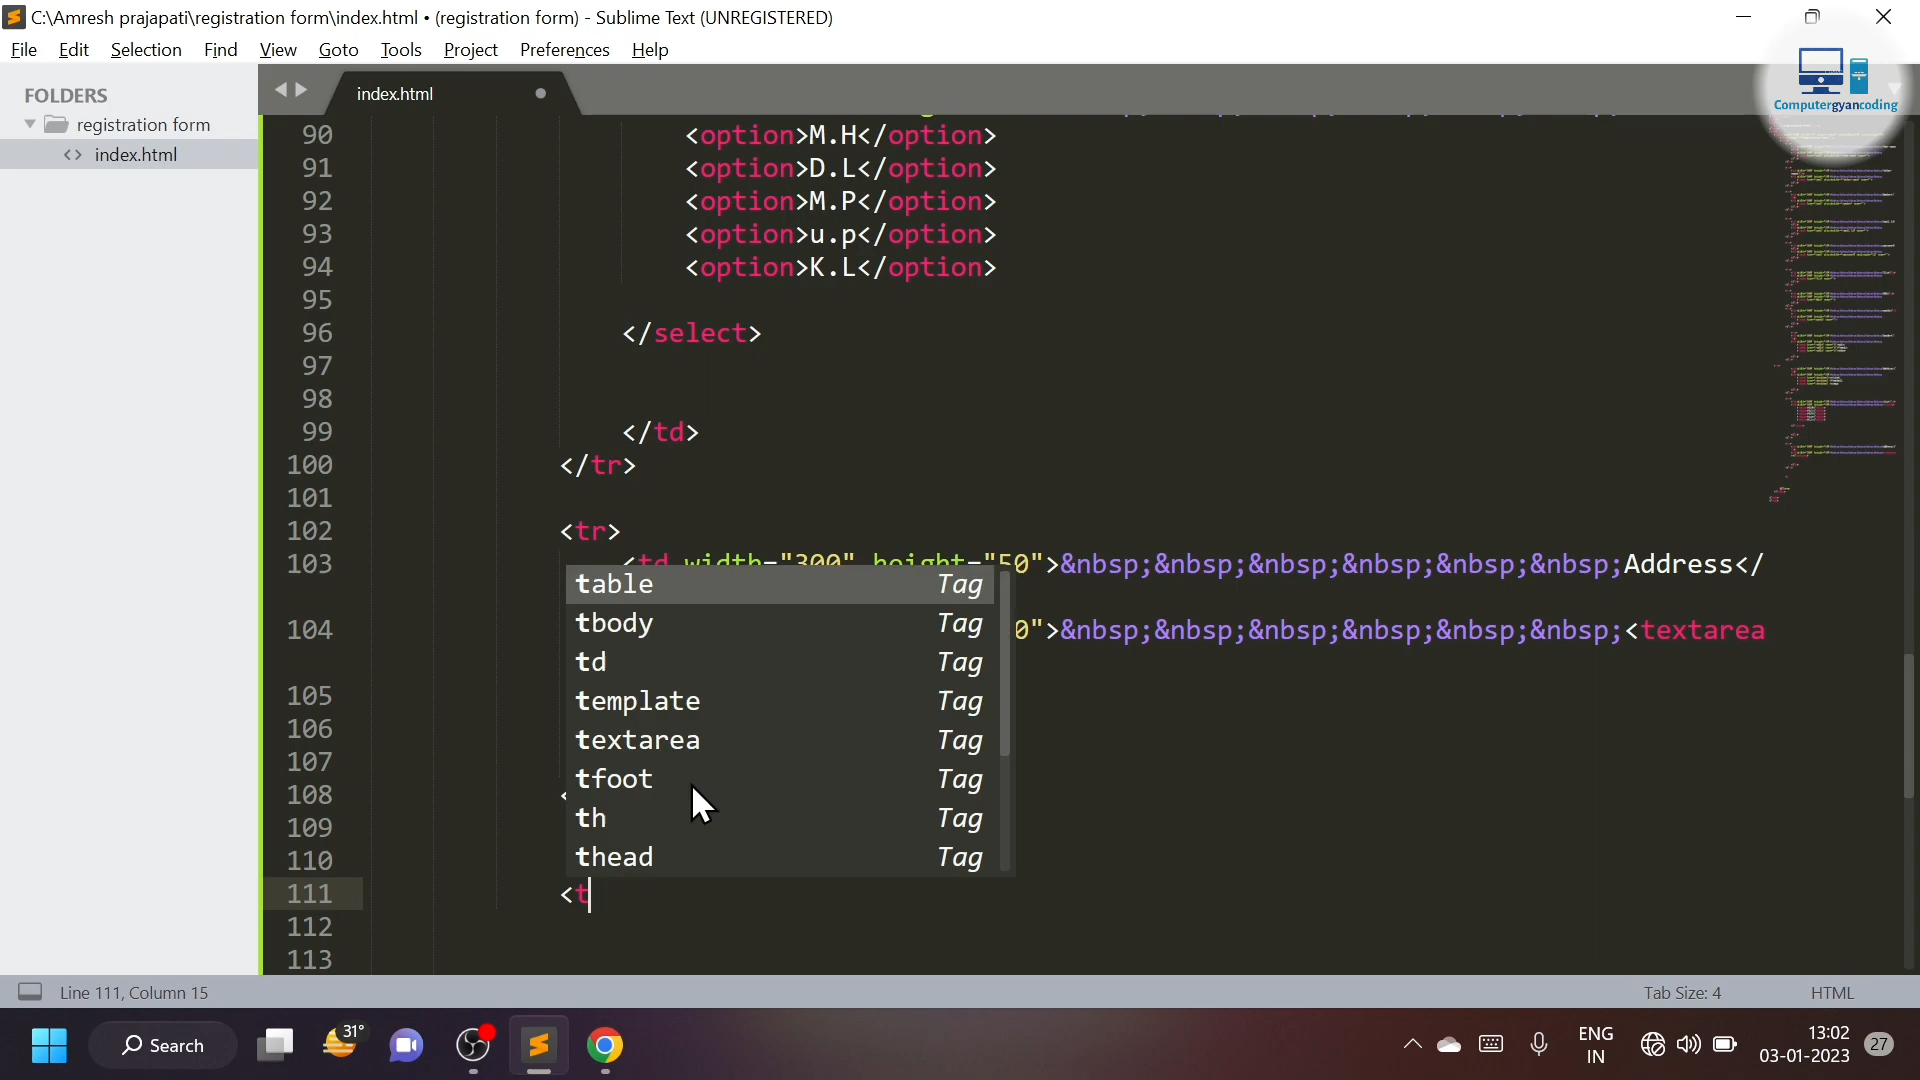 C:\Amresh prajapati\registration form\index.html • (registration form) - Sublime Text (UNREGISTERED)
File Edit Selection Find View Goto Tools Project Preferences Help
Computergyancoding
FOLDERS
registration form
index.html
index.html
90 <option>M.H</option>
91 <option>D.L</option>
92 <option>M.P</option>
93 <option>u.p</option>
94 <option>K.L</option>
95
96 </select>
97
98
99 </td>
100 </tr>
101
102 <tr>
103 <td width="300" height="50">&nbsp;&nbsp;&nbsp;&nbsp;&nbsp;&nbsp;Address</
104 0">&nbsp;&nbsp;&nbsp;&nbsp;&nbsp;&nbsp;<textarea
105
106
107
108 <
109
110
111 <t
112
113
table Tag
tbody Tag
td Tag
template Tag
textarea Tag
tfoot Tag
th Tag
thead Tag
Line 111, Column 15 Tab Size: 4 HTML
Search
31°
ENG
IN
13:02
03-01-2023
27